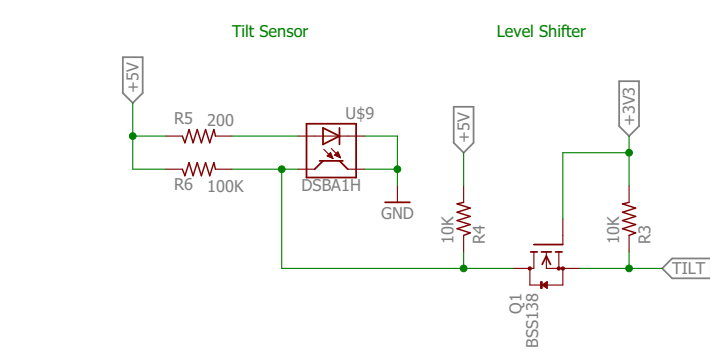 Tilt Sensor
Level Shifter
+5V
R5 200
U$9
+5V
+3V3
R6 100K
DSBA1H
GND
10K
R4
10K
R3
TILT
Q1
BSS138